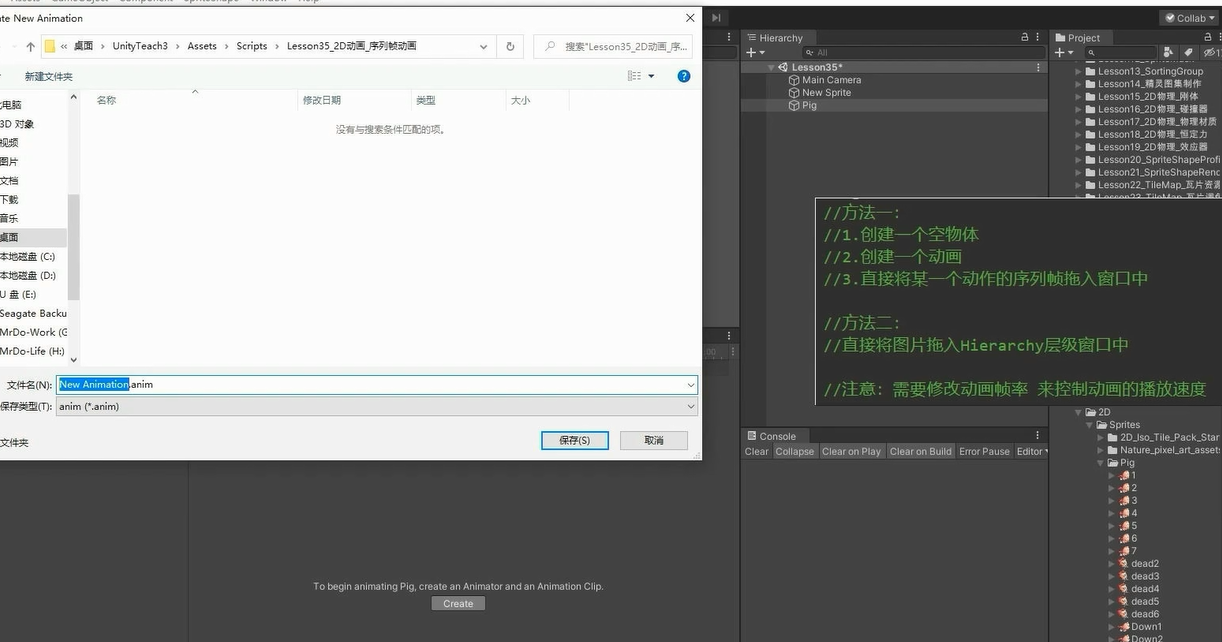 te New Animation
Collab
桌面 › UnityTeach3 › Assets › Scripts › Lesson35_2D动画_序列帧动画
搜索"Lesson35_2D动画_序...
新建文件夹
名称 修改日期 类型 大小
没有与搜索条件匹配的项。
电脑
3D 对象
视频
图片
文档
下载
音乐
桌面
本地磁盘 (C:)
本地磁盘 (D:)
U 盘 (E:)
Seagate Backu
MrDo-Work (G
MrDo-Life (H:)
文件名(N): New Animation.anim
保存类型(T): anim (*.anim)
文件夹
保存(S) 取消
Hierarchy
All
Lesson35*
Main Camera
New Sprite
Pig
Project
Lesson13_SortingGroup
Lesson14_精灵图集制作
Lesson15_2D物理_刚体
Lesson16_2D物理_碰撞器
Lesson17_2D物理_物理材质
Lesson18_2D物理_恒定力
Lesson19_2D物理_效应器
Lesson20_SpriteShapeProfi
Lesson21_SpriteShapeRend
Lesson22_TileMap_瓦片资源
//方法一:
//1.创建一个空物体
//2.创建一个动画
//3.直接将某一个动作的序列帧拖入窗口中
//方法二:
//直接将图片拖入Hierarchy层级窗口中
//注意: 需要修改动画帧率 来控制动画的播放速度
2D
Sprites
2D_Iso_Tile_Pack_Star
Nature_pixel_art_assets
Pig
1
2
3
4
5
6
7
dead2
dead3
dead4
dead5
dead6
Down1
Down2
Console
Clear Collapse Clear on Play Clear on Build Error Pause Editor
To begin animating Pig, create an Animator and an Animation Clip.
Create